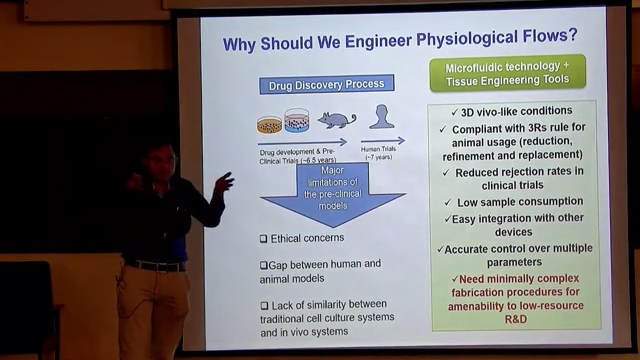 Why Should We Engineer Physiological Flows?
Drug Discovery Process
Drug development & Pre-
Clinical Trials (~6.5 years)
Human Trials
(~7 years)
Major
limitations of
the pre-clinical
models
❑ Ethical concerns
❑Gap between human and
animal models
❑ Lack of similarity between
traditional cell culture systems
and in vivo systems
Microfluidic technology +
Tissue Engineering Tools
✓ 3D vivo-like conditions
✓ Compliant with 3Rs rule for
animal usage (reduction,
refinement and replacement)
✓ Reduced rejection rates in
clinical trials
✓ Low sample consumption
✓Easy integration with other
devices
✓Accurate control over multiple
parameters
✓Need minimally complex
fabrication procedures for
amenability to low-resource
R&D